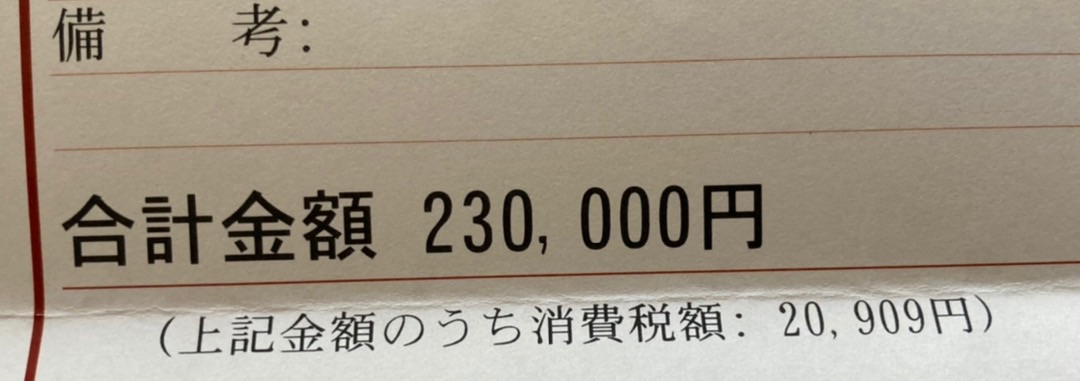 備　考:
合計金額 230,000円
(上記金額のうち消費税額: 20,909円)